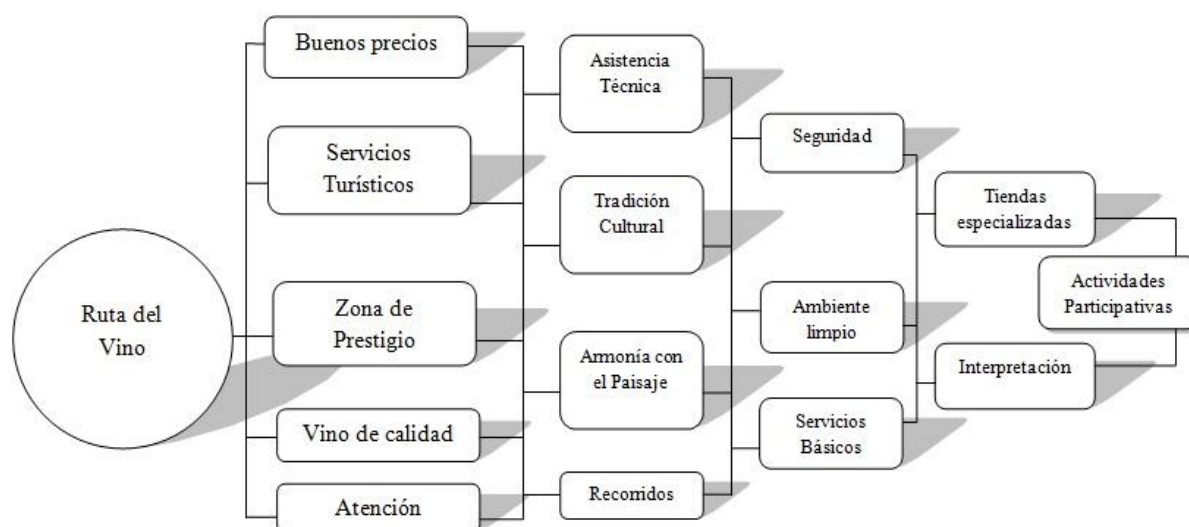 Ruta del
Vino
Buenos precios
Servicios
Turísticos
Zona de
Prestigio
Vino de calidad
Atención
Asistencia
Técnica
Tradición
Cultural
Armonía con
el Paisaje
Recorridos
Seguridad
Ambiente
limpio
Servicios
Básicos
Tiendas
especializadas
Interpretación
Actividades
Participativas